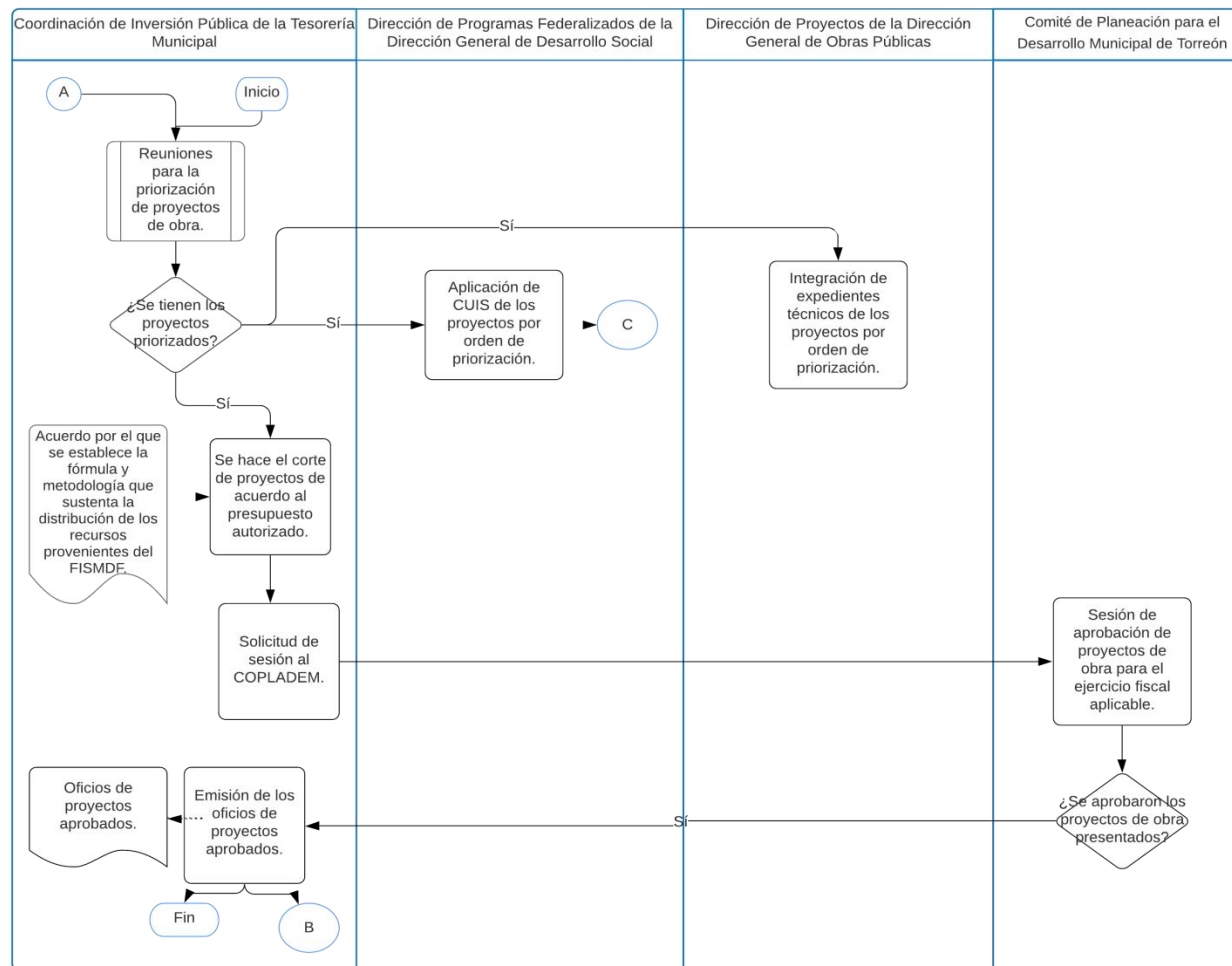 Coordinación de Inversión Pública de la Tesorería
Municipal
Dirección de Programas Federalizados de la
Dirección General de Desarrollo Social
Dirección de Proyectos de la Dirección
General de Obras Públicas
Comité de Planeación para el
Desarrollo Municipal de Torreón
A
Inicio
Reuniones
para la
priorización
de proyectos
de obra.
Sí
¿Se tienen los
proyectos
priorizados?
Sí
Aplicación de
CUIS de los
proyectos por
orden de
priorización.
C
Integración de
expedientes
técnicos de los
proyectos por
orden de
priorización.
Sí
Acuerdo por el que
se establece la
fórmula y
metodología que
sustenta la
distribución de los
recursos
provenientes del
FISMDF.
Se hace el corte
de proyectos de
acuerdo al
presupuesto
autorizado.
Solicitud de
sesión al
COPLADEM.
Sesión de
aprobación de
proyectos de
obra para el
ejercicio fiscal
aplicable.
¿Se aprobaron los
proyectos de obra
presentados?
Sí
Emisión de los
oficios de
proyectos
aprobados.
Oficios de
proyectos
aprobados.
Fin
B